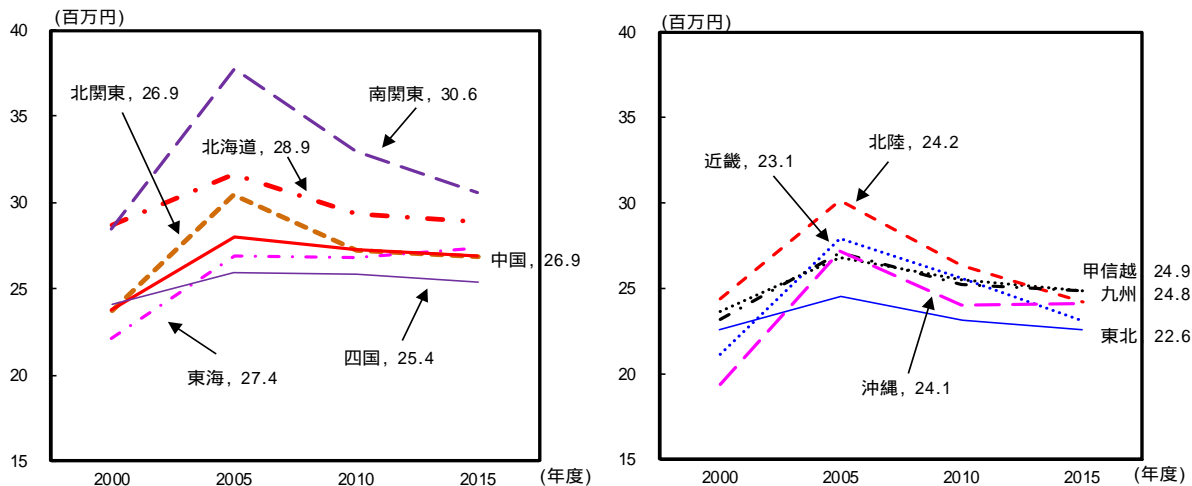 (百万円)
40
35
30
25
20
15
2000 2005 2010 2015 (年度)
北関東, 26.9
南関東, 30.6
北海道, 28.9
中国, 26.9
四国, 25.4
東海, 27.4
(百万円)
40
35
30
25
20
15
2000 2005 2010 2015 (年度)
近畿, 23.1
北陸, 24.2
甲信越 24.9
九州 24.8
東北 22.6
沖縄, 24.1